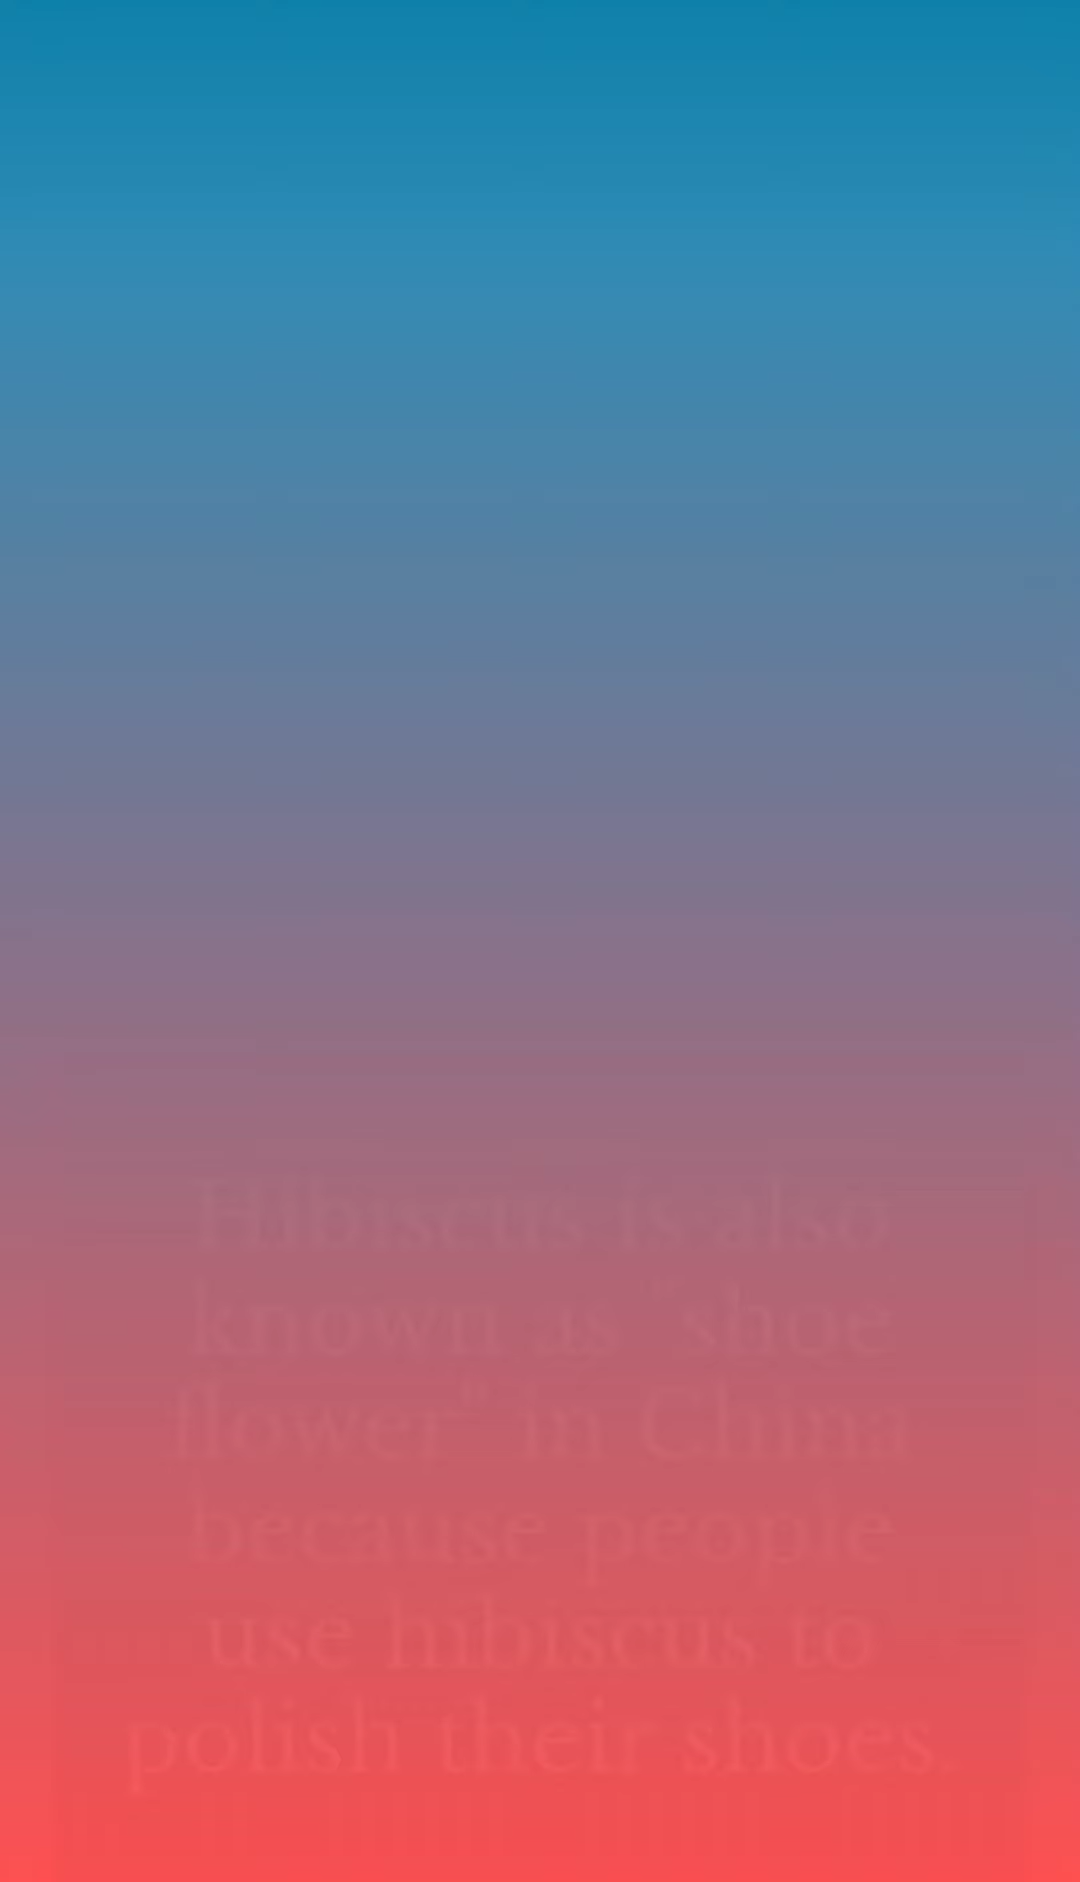 Hibiscus is also
known as "shoe
flower" in China
because people
use hibiscus to
polish their shoes.